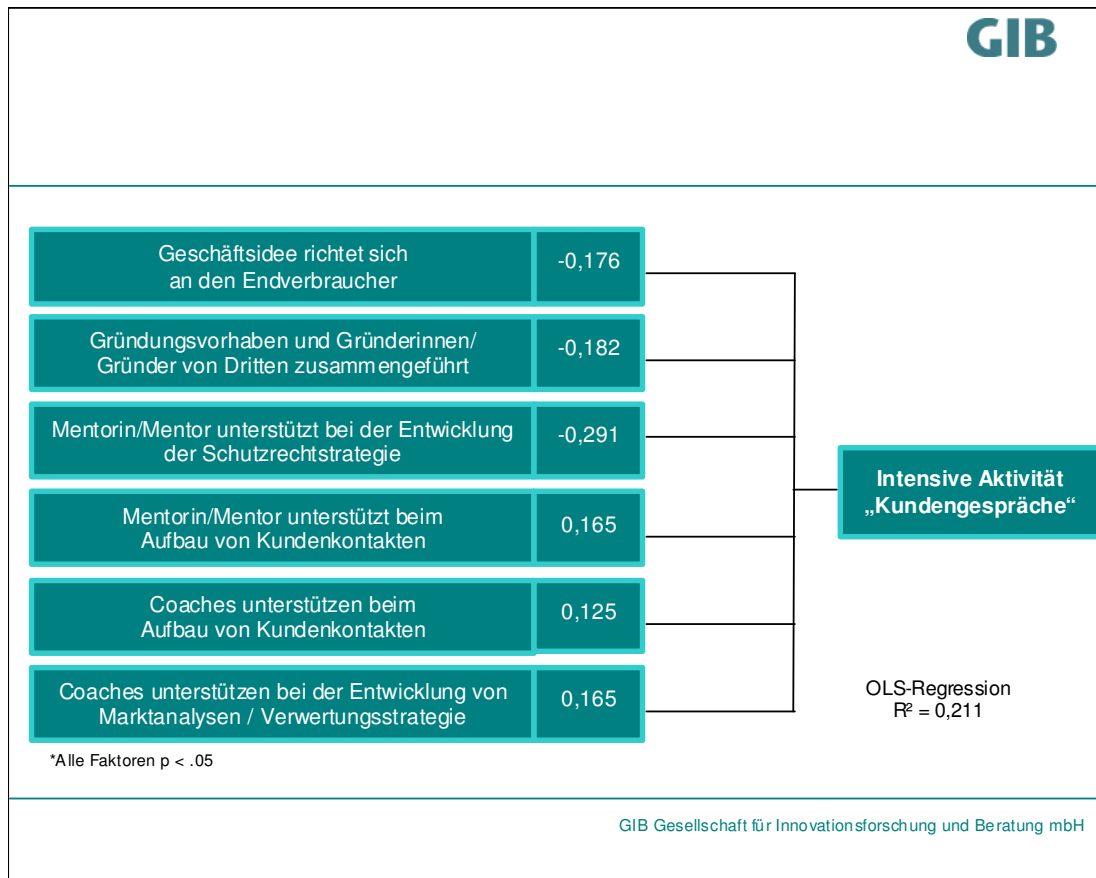 GIB
Geschäftsidee richtet sich
an den Endverbraucher
-0,176
Gründungsvorhaben und Gründerinnen/
Gründer von Dritten zusammengeführt
-0,182
Mentorin/Mentor unterstützt bei der Entwicklung
der Schutzrechtstrategie
-0,291
Mentorin/Mentor unterstützt beim
Aufbau von Kundenkontakten
0,165
Coaches unterstützen beim
Aufbau von Kundenkontakten
0,125
Coaches unterstützen bei der Entwicklung von
Marktanalysen / Verwertungsstrategie
0,165
Intensive Aktivität
„Kundengespräche“
OLS-Regression
R² = 0,211
*Alle Faktoren p < .05
GIB Gesellschaft für Innovationsforschung und Beratung mbH